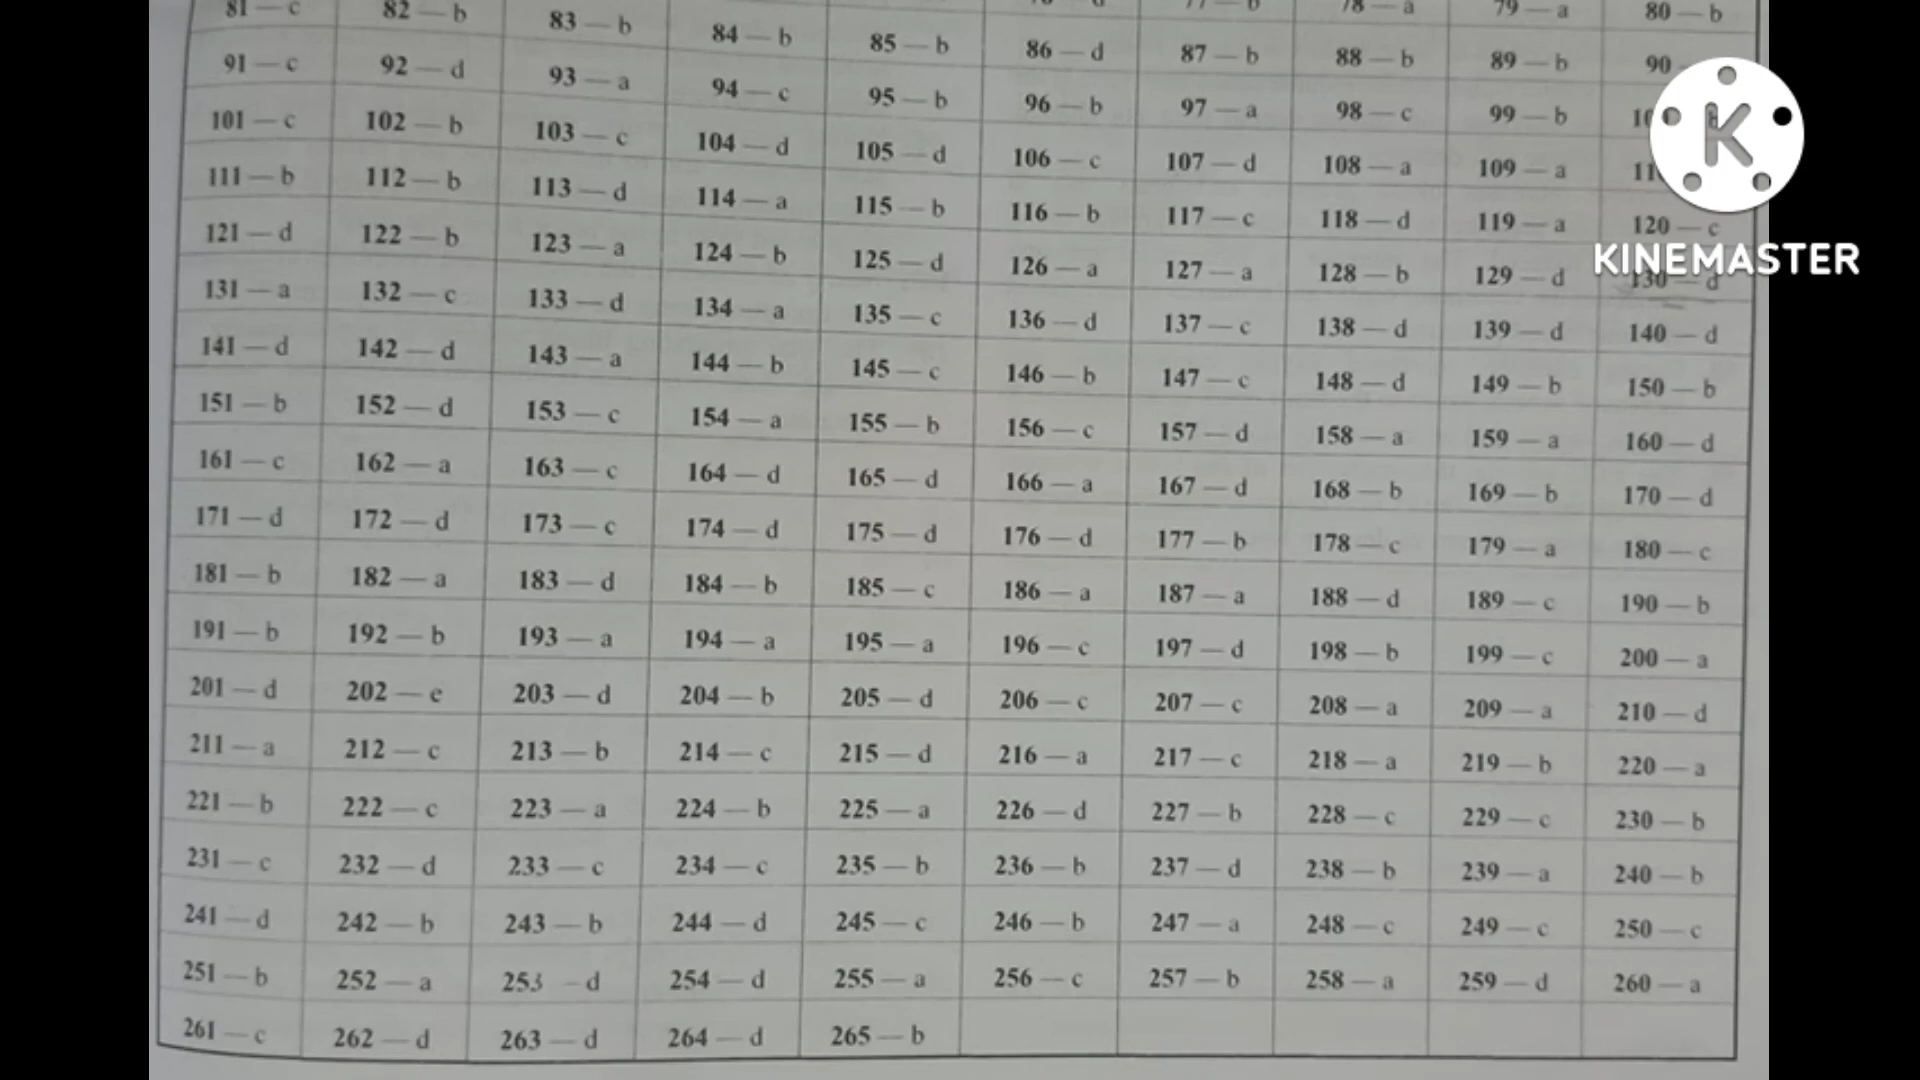 81 — c 82 — b 83 — b 84 — b 85 — b 86 — d 87 — b 88 — b 89 — b 90
78 — a 79 — a 80 — b
91 — c 92 — d 93 — a 94 — c 95 — b 96 — b 97 — a 98 — c 99 — b
101 — c 102 — b 103 — c 104 — d 105 — d 106 — c 107 — d 108 — a 109 — a
111 — b 112 — b 113 — d 114 — a 115 — b 116 — b 117 — c 118 — d 119 — a 120 — c
121 — d 122 — b 123 — a 124 — b 125 — d 126 — a 127 — a 128 — b 129 — d 130 — d
131 — a 132 — c 133 — d 134 — a 135 — c 136 — d 137 — c 138 — d 139 — d 140 — d
141 — d 142 — d 143 — a 144 — b 145 — c 146 — b 147 — c 148 — d 149 — b 150 — b
151 — b 152 — d 153 — c 154 — a 155 — b 156 — c 157 — d 158 — a 159 — a 160 — d
161 — c 162 — a 163 — c 164 — d 165 — d 166 — a 167 — d 168 — b 169 — b 170 — d
171 — d 172 — d 173 — c 174 — d 175 — d 176 — d 177 — b 178 — c 179 — a 180 — c
181 — b 182 — a 183 — d 184 — b 185 — c 186 — a 187 — a 188 — d 189 — c 190 — b
191 — b 192 — b 193 — a 194 — a 195 — a 196 — c 197 — d 198 — b 199 — c 200 — a
201 — d 202 — e 203 — d 204 — b 205 — d 206 — c 207 — c 208 — a 209 — a 210 — d
211 — a 212 — c 213 — b 214 — c 215 — d 216 — a 217 — c 218 — a 219 — b 220 — a
221 — b 222 — c 223 — a 224 — b 225 — a 226 — d 227 — b 228 — c 229 — c 230 — b
231 — c 232 — d 233 — c 234 — c 235 — b 236 — b 237 — d 238 — b 239 — a 240 — b
241 — d 242 — b 243 — b 244 — d 245 — c 246 — b 247 — a 248 — c 249 — c 250 — c
251 — b 252 — a 253 — d 254 — d 255 — a 256 — c 257 — b 258 — a 259 — d 260 — a
261 — c 262 — d 263 — d 264 — d 265 — b
K
KINEMASTER